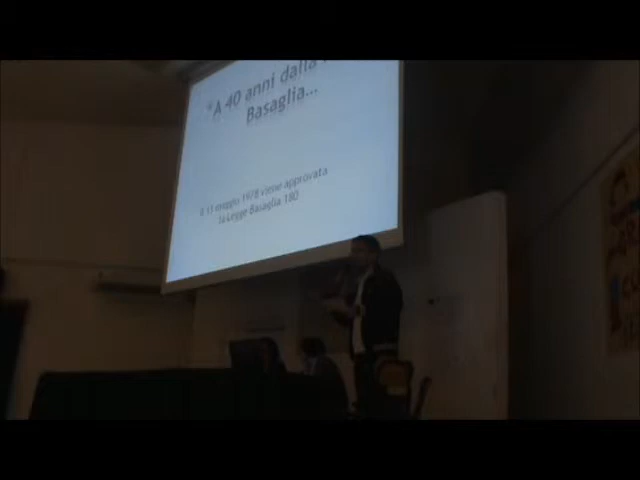 *A 40 anni dalla
Basaglia...
Il 13 maggio 1978 viene approvata
la Legge Basaglia 180